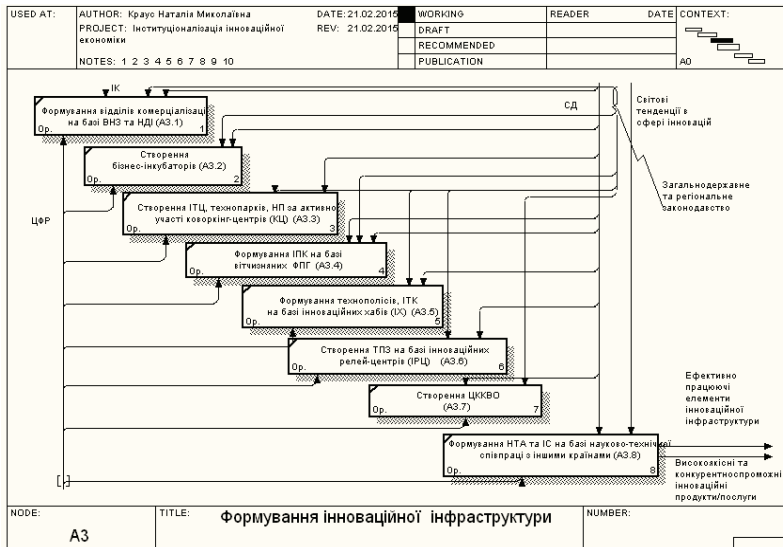 USED AT:
AUTHOR: Краус Наталія Миколаївна
DATE: 21.02.2015
PROJECT: Інституціоналізація інноваційної
економіки
REV: 21.02.2015
NOTES: 1 2 3 4 5 6 7 8 9 10
WORKING
DRAFT
RECOMMENDED
PUBLICATION
READER
DATE
CONTEXT:
A0
ІК
СД
ЦФР
Світові
тенденції в
сфері інновацій
Загальнодержавне
та регіональне
законодавство
Формування відділів комерціалізаці
на базі ВНЗ та НДІ (А3.1)
0р.
1
Створення
бізнес-інкубаторів (А3.2)
0р.
2
Створення ІТЦ, технопарків, НП за активно
участі коворкінг-центрів (КЦ) (А3.3)
0р.
3
Формування ІПК на базі
вітчизнаних ФПГ (А3.4)
0р.
4
Формування технополісів, ІТК
на базі інноваційних хабів (ІХ) (А3.5)
0р.
5
Створення ТПЗ на базі інноваційних
релей-центрів (ІРЦ) (А3.6)
0р.
6
Створення ЦККВО
(А3.7)
0р.
7
Формування НТА та ІС на базі науково-технічної
співпраці з іншими країнами (А3.8)
0р.
8
Ефективно
працюючі
елементи
інноваційної
інфраструктури
Високоякісні та
конкурентноспроможні
інноваційні
продукти/послуги
NODE:
A3
TITLE:
Формування інноваційної інфраструктури
NUMBER: